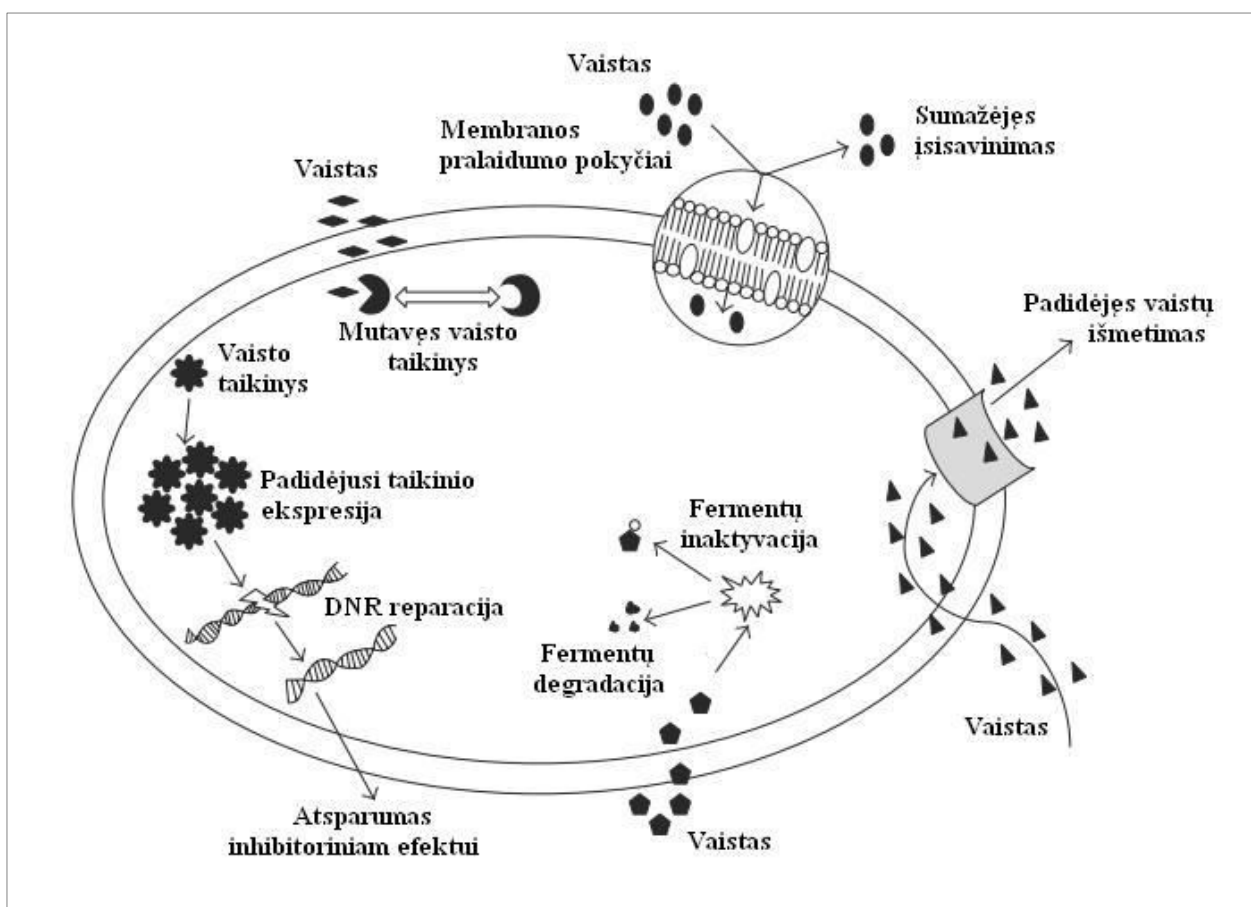 Vaistas
Membranos
pralaidumo pokyčiai
Sumažėjęs
įsisavinimas
Vaistas
Mutavęs vaisto
taikinys
Padidėjęs vaistų
išmetimas
Vaisto
taikinys
Padidėjusi taikinio
ekspresija
Fermentų
inaktyvacija
DNR reparacija
Fermentų
degradacija
Vaistas
Atsparumas
inhibitoriniam efektui
Vaistas